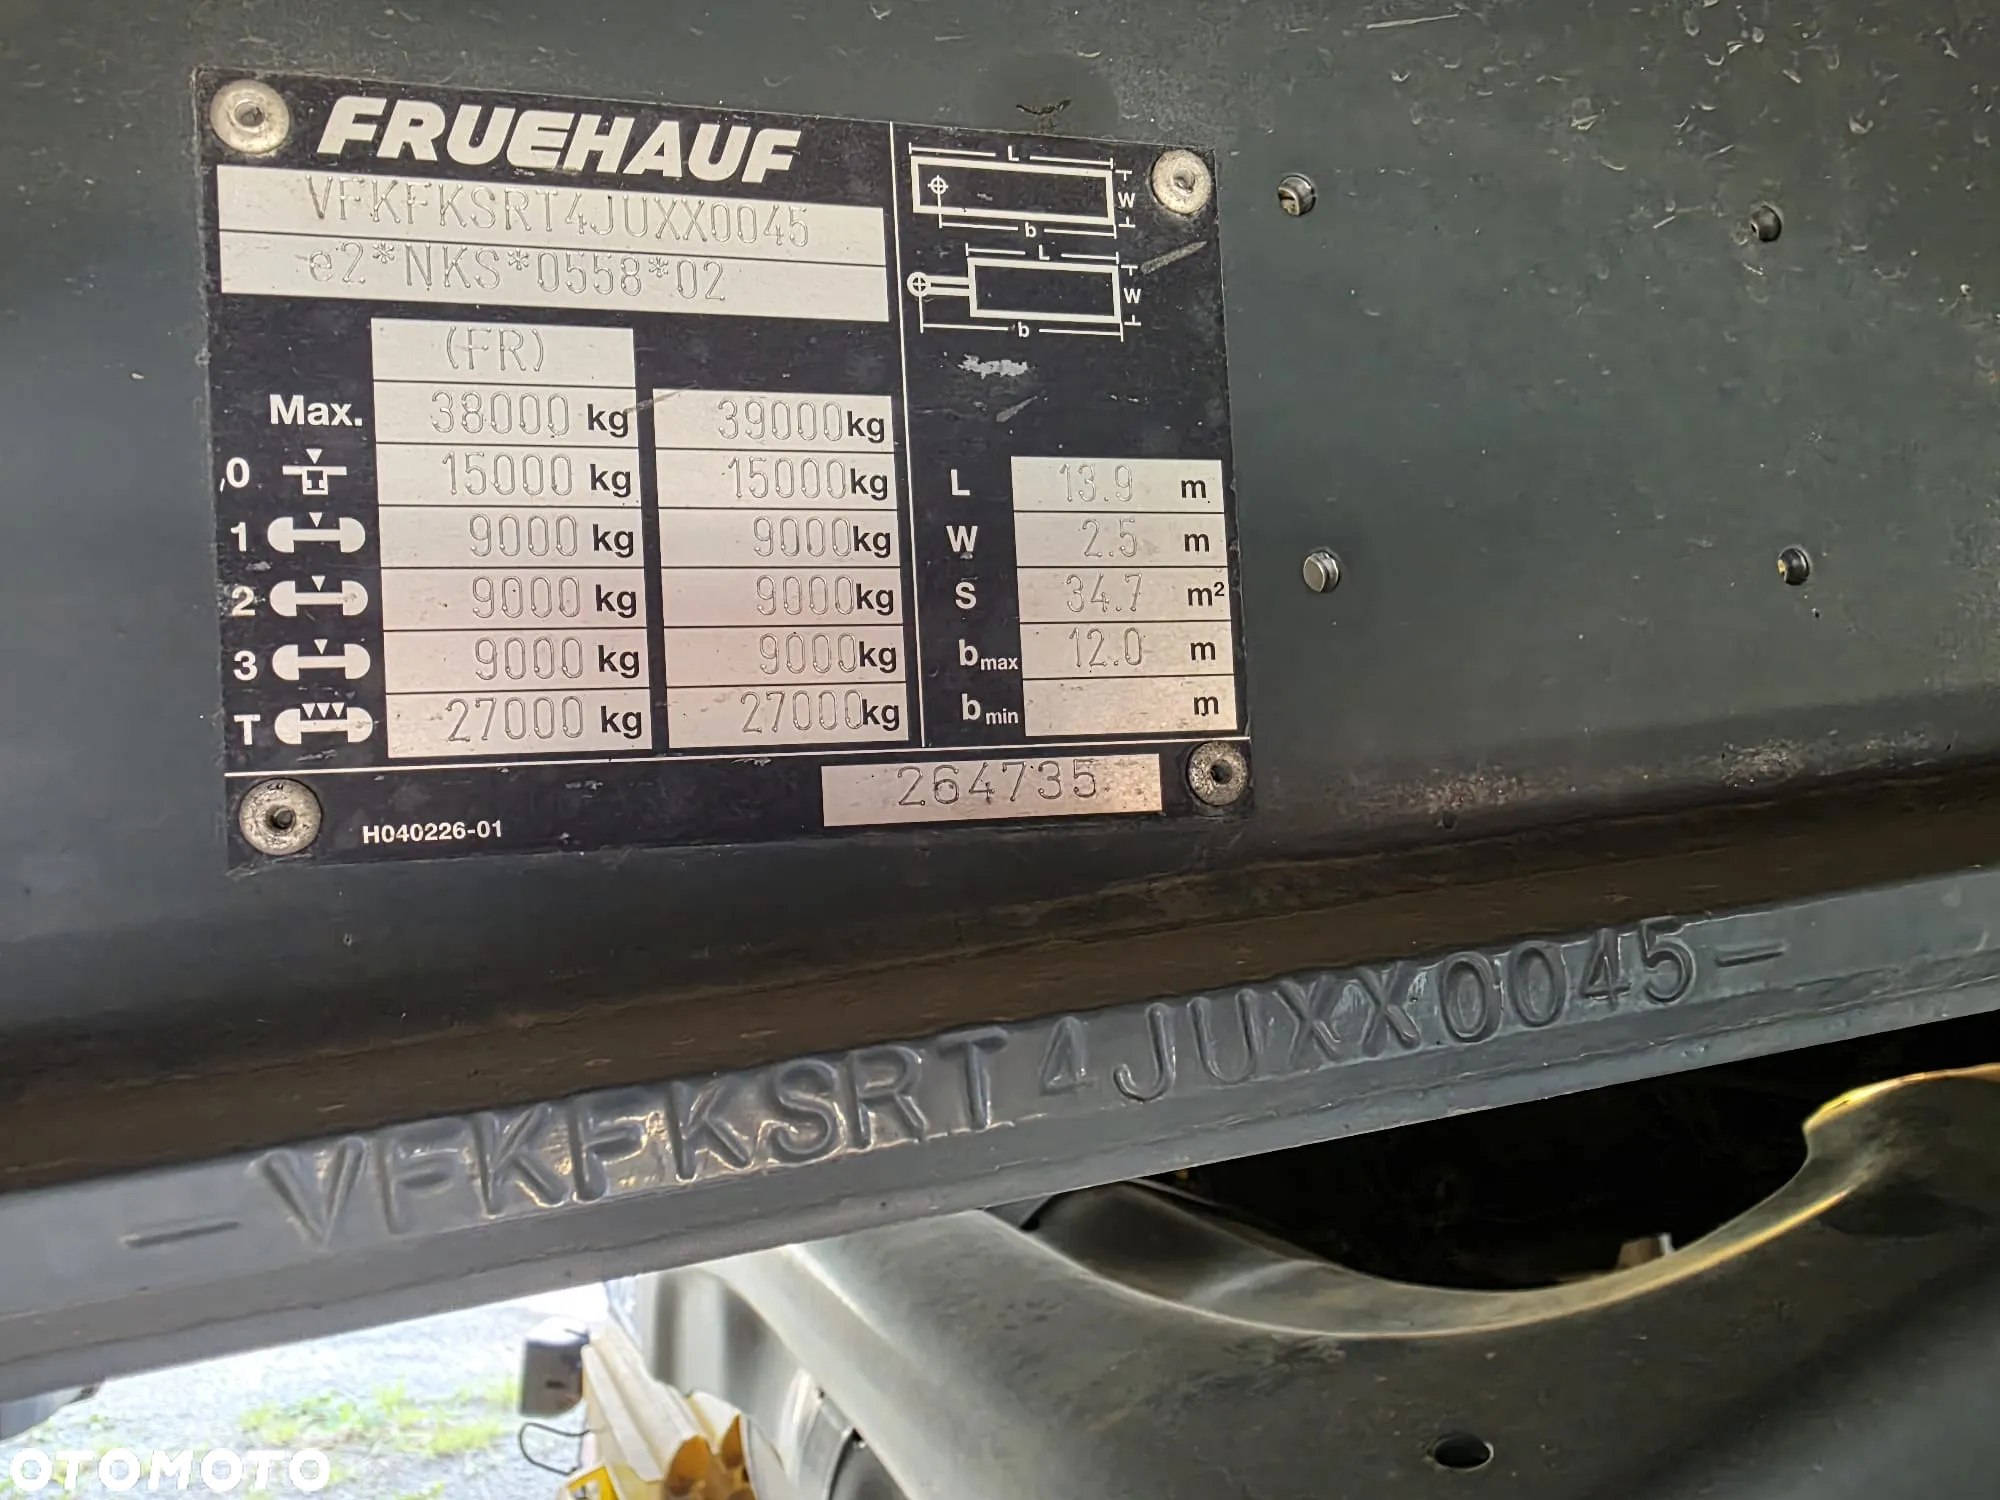 FRUEHAUF
VFKFKSRT4JUXX0045
e2*NKS*0558*02
(FR)
Max. 38000 kg 39000kg
0 15000 kg 15000kg
1 9000 kg 9000kg
2 9000 kg 9000kg
3 9000 kg 9000kg
T 27000 kg 27000kg
L
W
b
L
W
b
L 13.9 m
W 2.5 m
S 34.7 m²
bmax 12.0 m
bmin m
264735
H040226-01
-VFKFKSRT4JUXX0045-
OTOMOTO